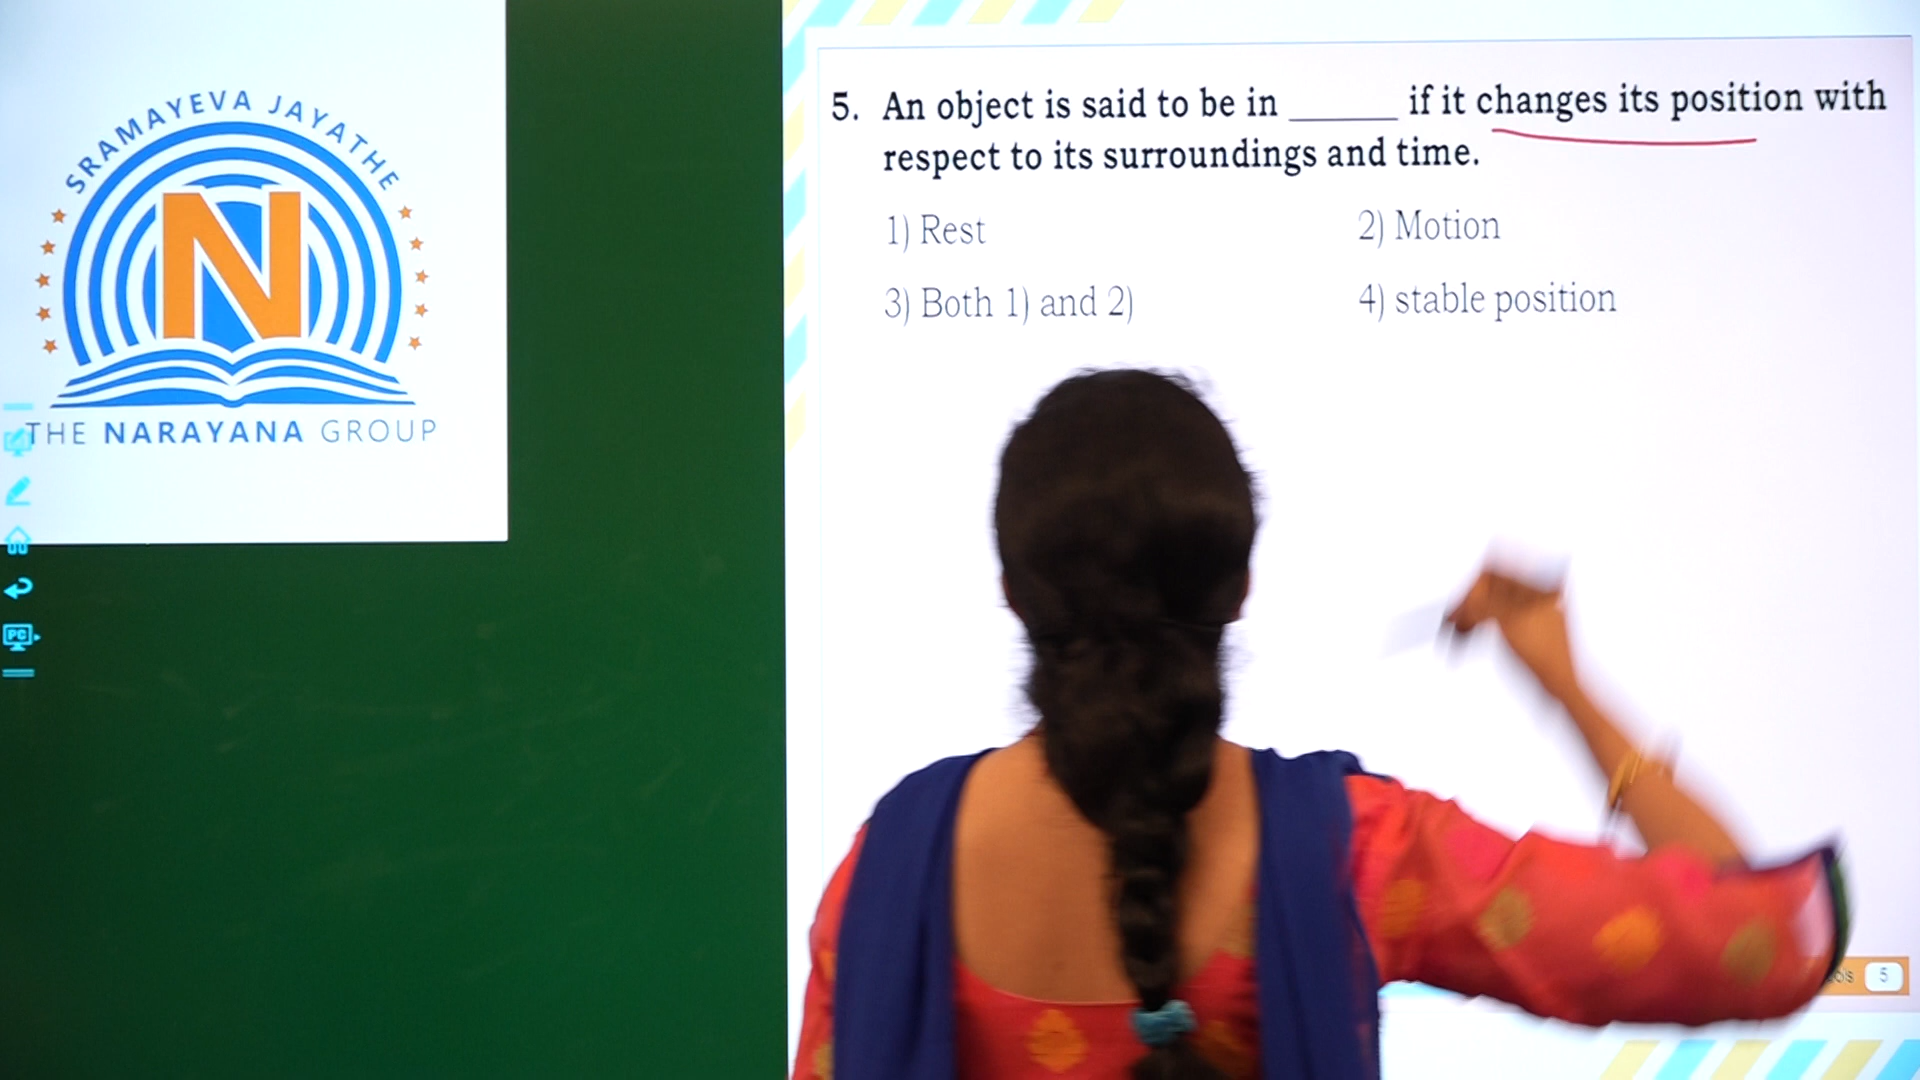 SRAMAYEVA JAYATHE
N
THE NARAYANA GROUP
PC
5. An object is said to be in ______ if it changes its position with
respect to its surroundings and time.
1) Rest
2) Motion
3) Both 1) and 2)
4) stable position
5